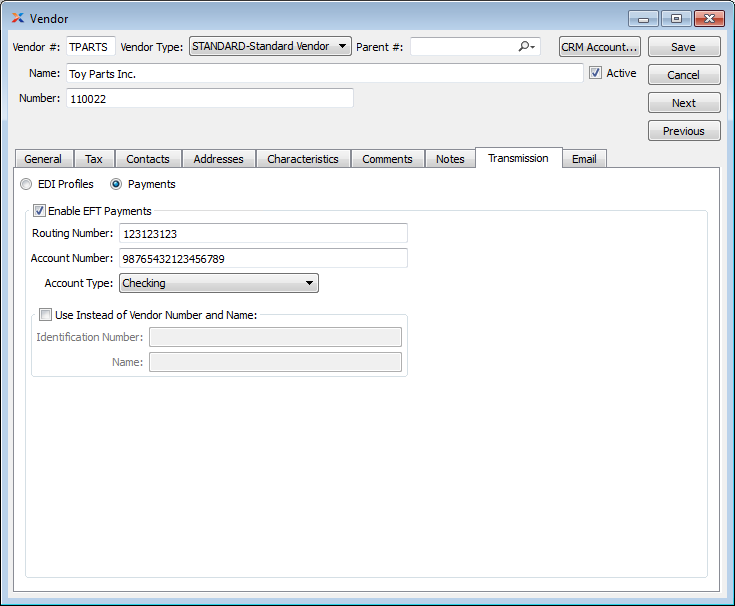 Vendor
Vendor #: TPARTS Vendor Type: STANDARD-Standard Vendor Parent #: CRM Account... Save
Name: Toy Parts Inc. Active Cancel
Number: 110022 Next
Previous
General Tax Contacts Addresses Characteristics Comments Notes Transmission Email
EDI Profiles Payments
Enable EFT Payments
Routing Number: 123123123
Account Number: 98765432123456789
Account Type: Checking
Use Instead of Vendor Number and Name:
Identification Number:
Name: